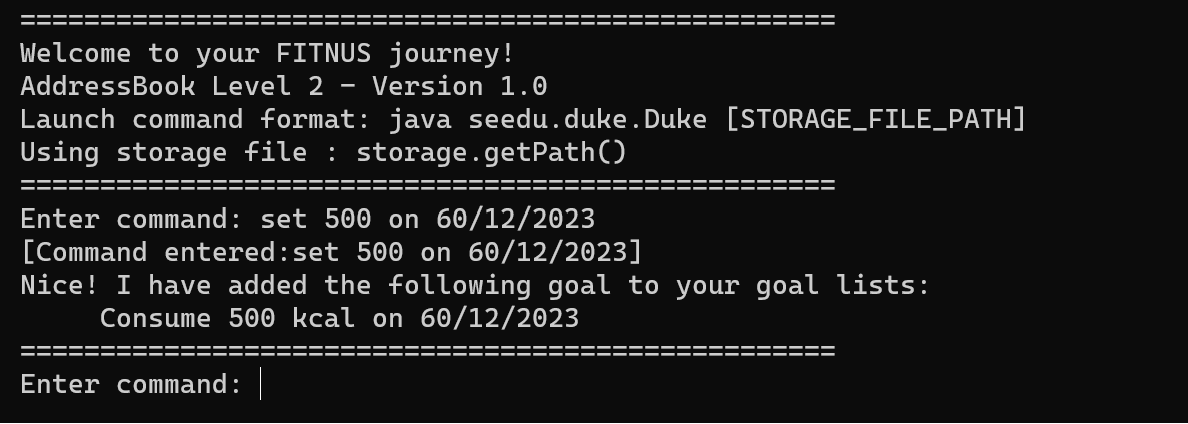 ===================================================
Welcome to your FITNUS journey!
AddressBook Level 2 - Version 1.0
Launch command format: java seedu.duke.Duke [STORAGE_FILE_PATH]
Using storage file : storage.getPath()
===================================================
Enter command: set 500 on 60/12/2023
[Command entered:set 500 on 60/12/2023]
Nice! I have added the following goal to your goal lists:
     Consume 500 kcal on 60/12/2023
===================================================
Enter command: